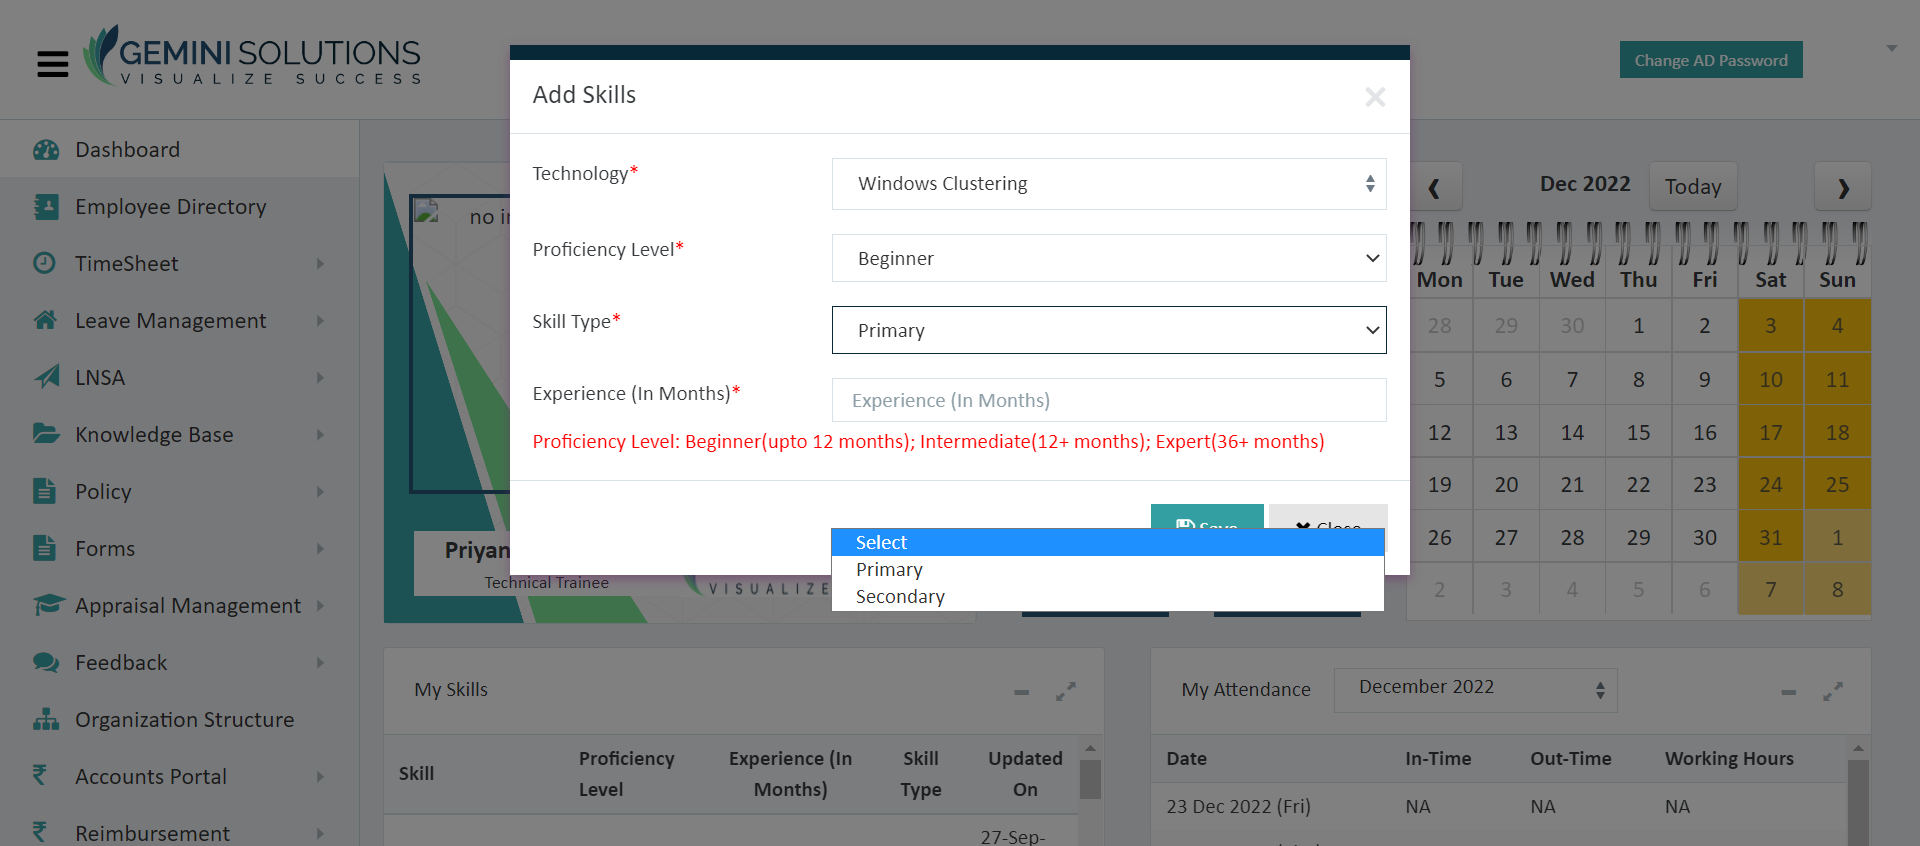 GEMINI SOLUTIONS
VISUALIZE SUCCESS
Change AD Password
Dashboard
Employee Directory
TimeSheet
Leave Management
LNSA
Knowledge Base
Policy
Forms
Appraisal Management
Feedback
Organization Structure
Accounts Portal
Reimbursement
Add Skills
Technology*
Windows Clustering
Proficiency Level*
Beginner
Skill Type*
Primary
Experience (In Months)*
Experience (In Months)
Proficiency Level: Beginner(upto 12 months); Intermediate(12+ months); Expert(36+ months)
Save
Close
Select
Primary
Secondary
no
Technical Trainee
Dec 2022
Today
Mon Tue Wed Thu Fri Sat Sun
28 29 30 1 2 3 4
5 6 7 8 9 10 11
12 13 14 15 16 17 18
19 20 21 22 23 24 25
26 27 28 29 30 31 1
2 3 4 5 6 7 8
My Skills
Skill Proficiency Level Experience (In Months) Skill Type Updated On
27-Sep-
My Attendance
December 2022
Date In-Time Out-Time Working Hours
23 Dec 2022 (Fri) NA NA NA